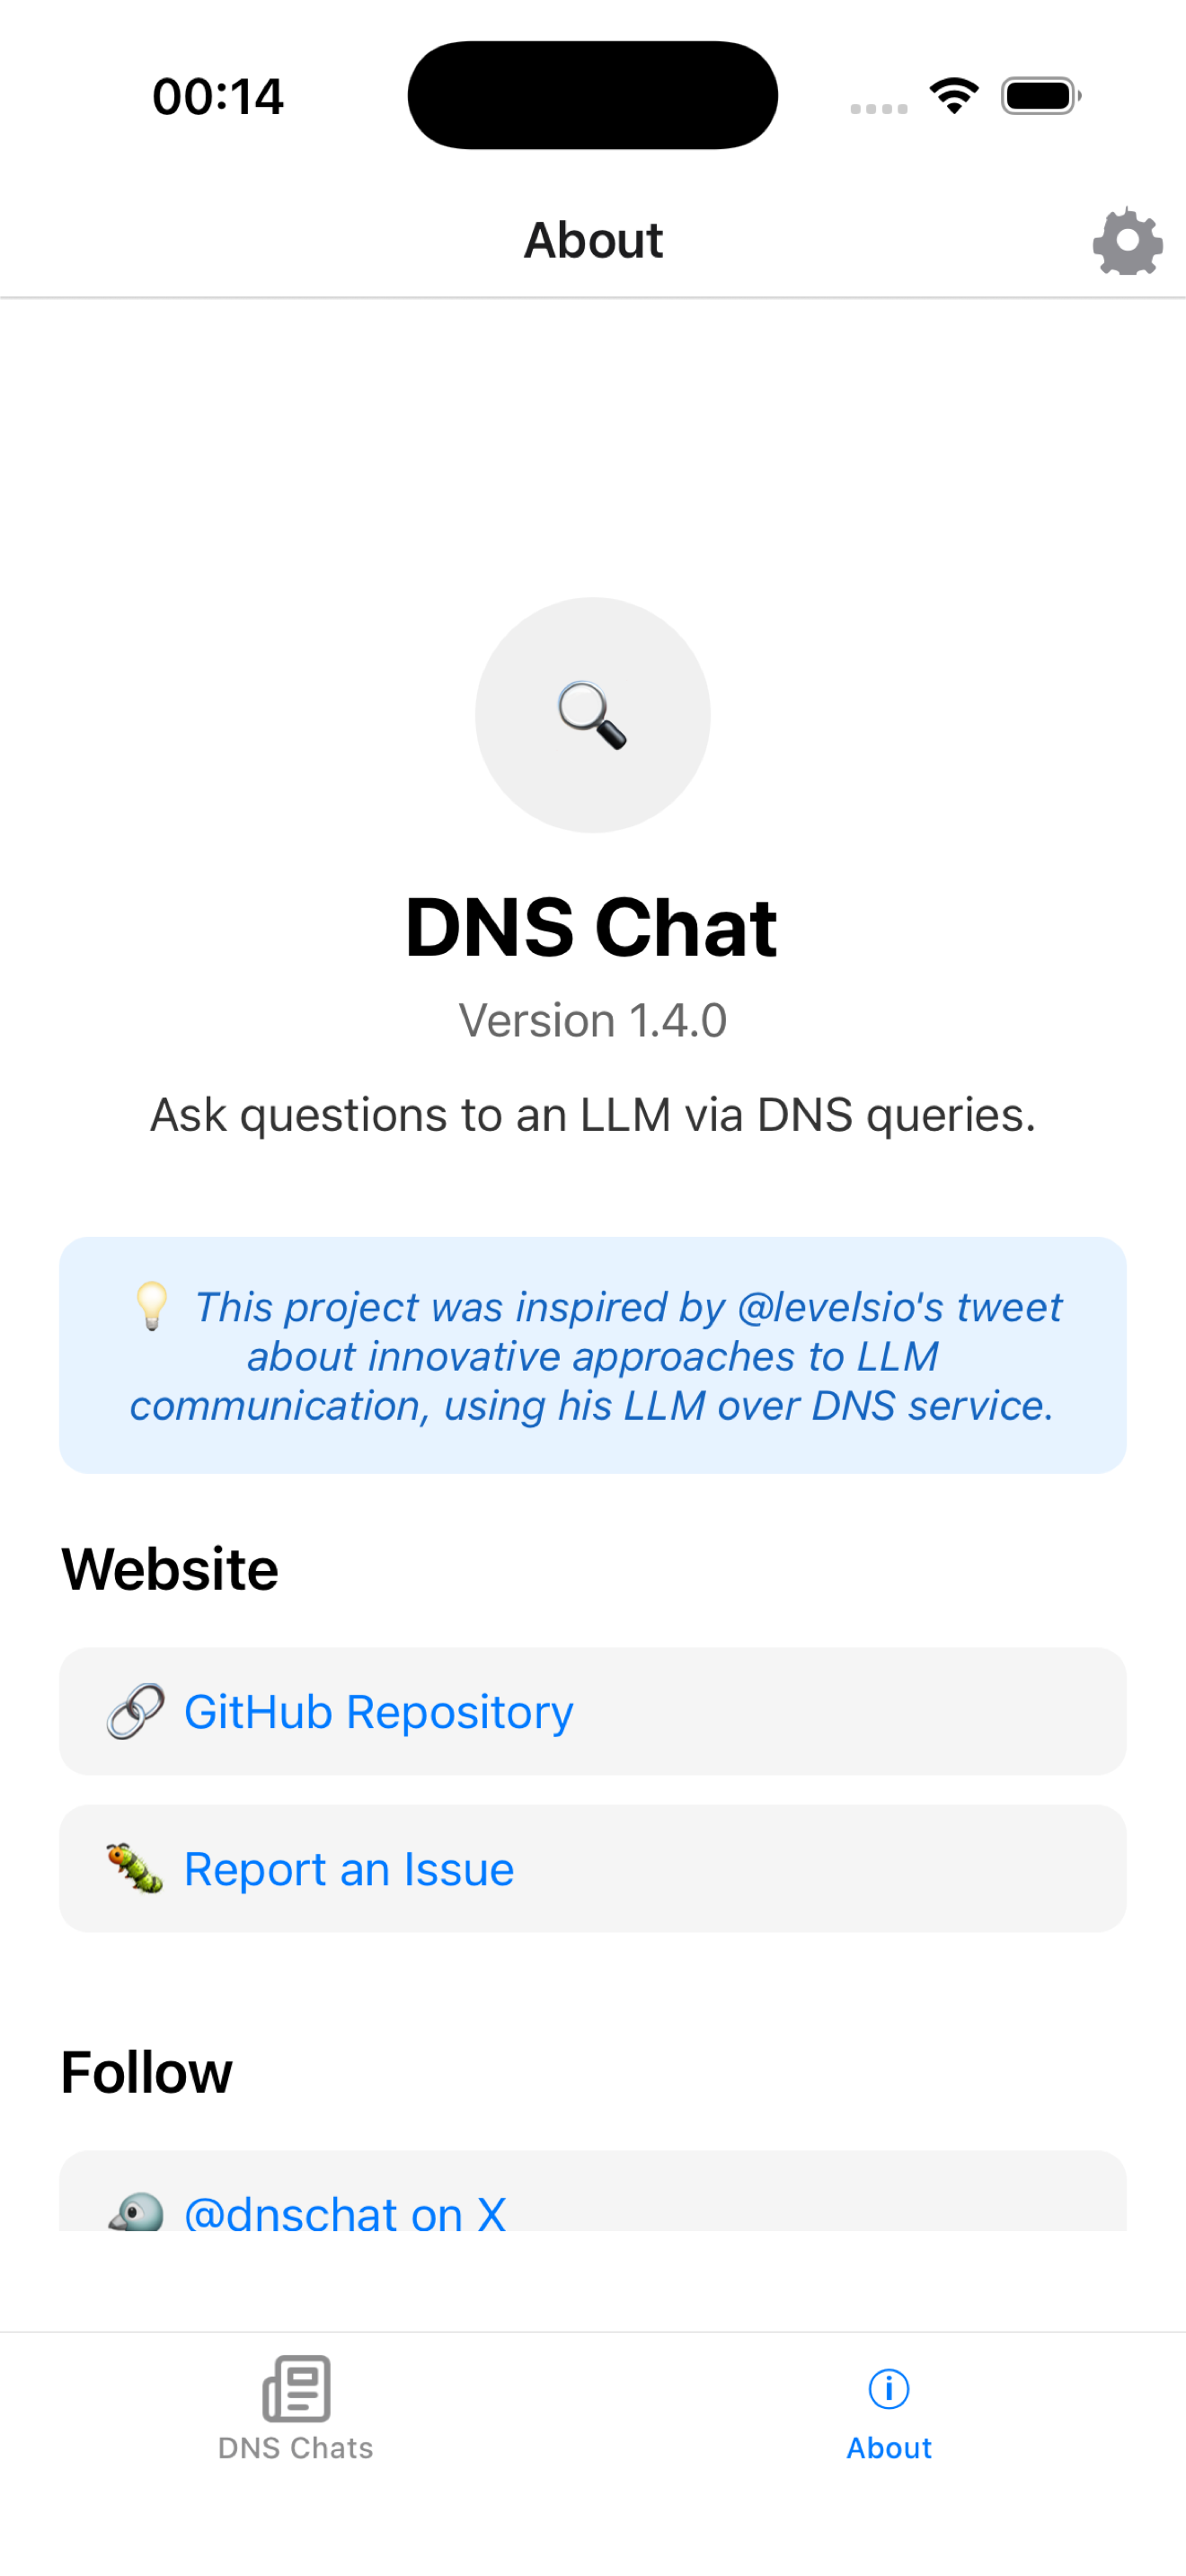 00:14
About
DNS Chat
Version 1.4.0
Ask questions to an LLM via DNS queries.
💡 This project was inspired by @levelsio's tweet
about innovative approaches to LLM
communication, using his LLM over DNS service.
Website
🔗 GitHub Repository
🐛 Report an Issue
Follow
🐦 @dnschat on X
DNS Chats
About